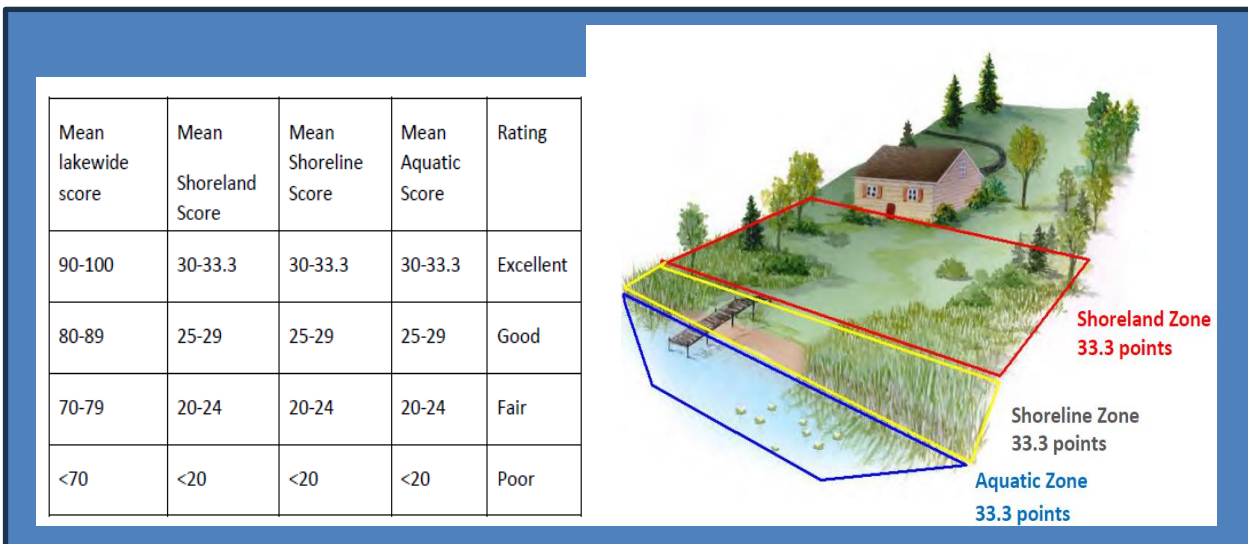 Mean lakewide score
Mean Shoreland Score
Mean Shoreline Score
Mean Aquatic Score
Rating
90-100 30-33.3 30-33.3 30-33.3 Excellent
80-89 25-29 25-29 25-29 Good
70-79 20-24 20-24 20-24 Fair
<70 <20 <20 <20 Poor
Shoreland Zone
33.3 points
Shoreline Zone
33.3 points
Aquatic Zone
33.3 points